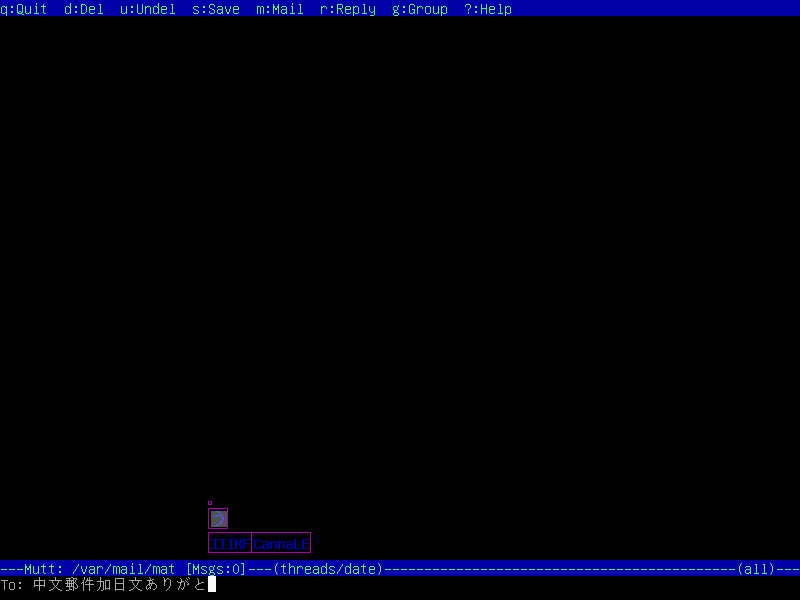 q:Quit  d:Del  u:Undel  s:Save  m:Mail  r:Reply  g:Group  ?:Help
う
IIIMF CannaLE
---Mutt: /var/mail/mat [Msgs:0]---(threads/date)---------------------------------------------(all)---
To: 中文郵件加日文ありがと